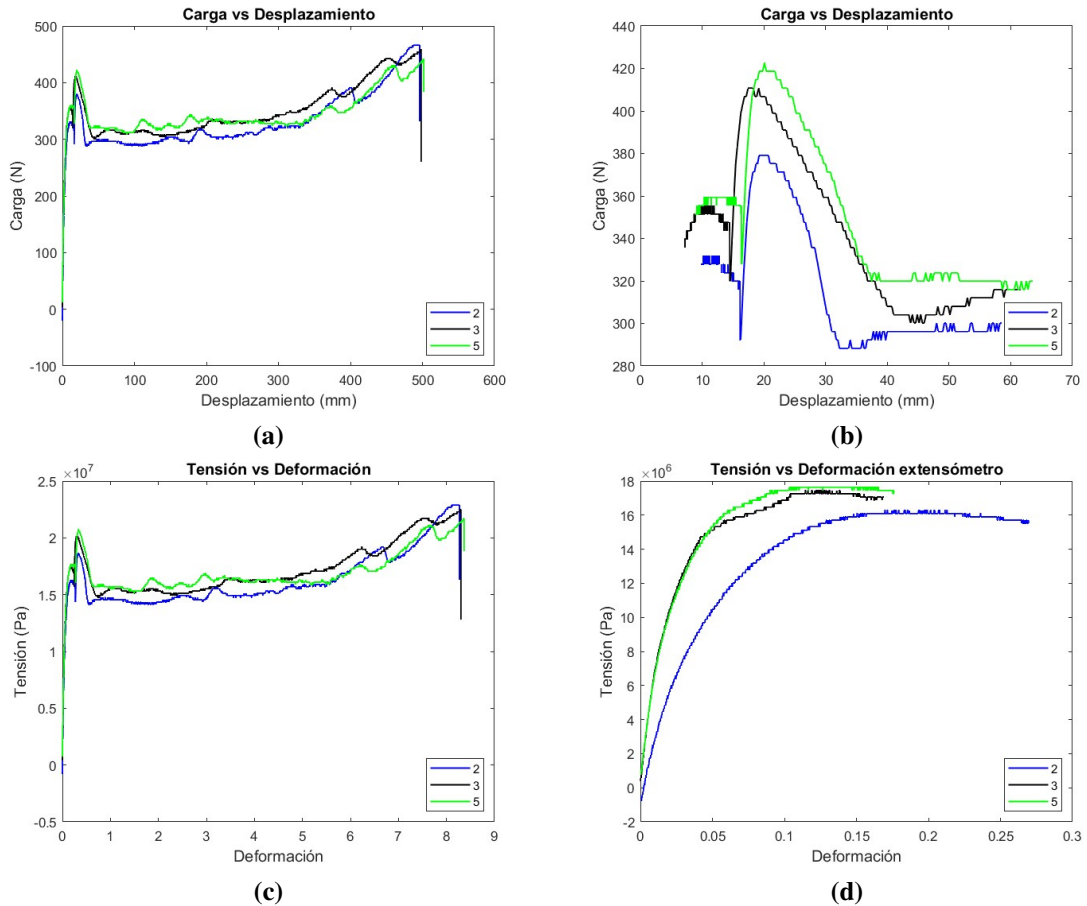 Carga vs Desplazamiento
500
400
300
200
100
0
-100
0 100 200 300 400 500 600
Carga (N)
Desplazamiento (mm)
2
3
5
(a)
Carga vs Desplazamiento
440
420
400
380
360
340
320
300
280
0 10 20 30 40 50 60 70
Carga (N)
Desplazamiento (mm)
2
3
5
(b)
Tensión vs Deformación
×10⁷
2.5
2
1.5
1
0.5
0
-0.5
0 1 2 3 4 5 6 7 8 9
Tensión (Pa)
Deformación
2
3
5
(c)
Tensión vs Deformación extensómetro
×10⁶
18
16
14
12
10
8
6
4
2
0
-2
0 0.05 0.1 0.15 0.2 0.25 0.3
Tensión (Pa)
Deformación
2
3
5
(d)